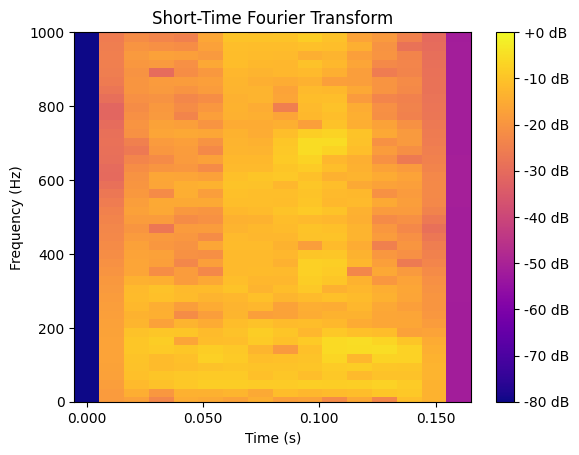 Short-Time Fourier Transform
1000
800
600
400
200
0
Frequency (Hz)
0.000
0.050
0.100
0.150
Time (s)
+0 dB
-10 dB
-20 dB
-30 dB
-40 dB
-50 dB
-60 dB
-70 dB
-80 dB